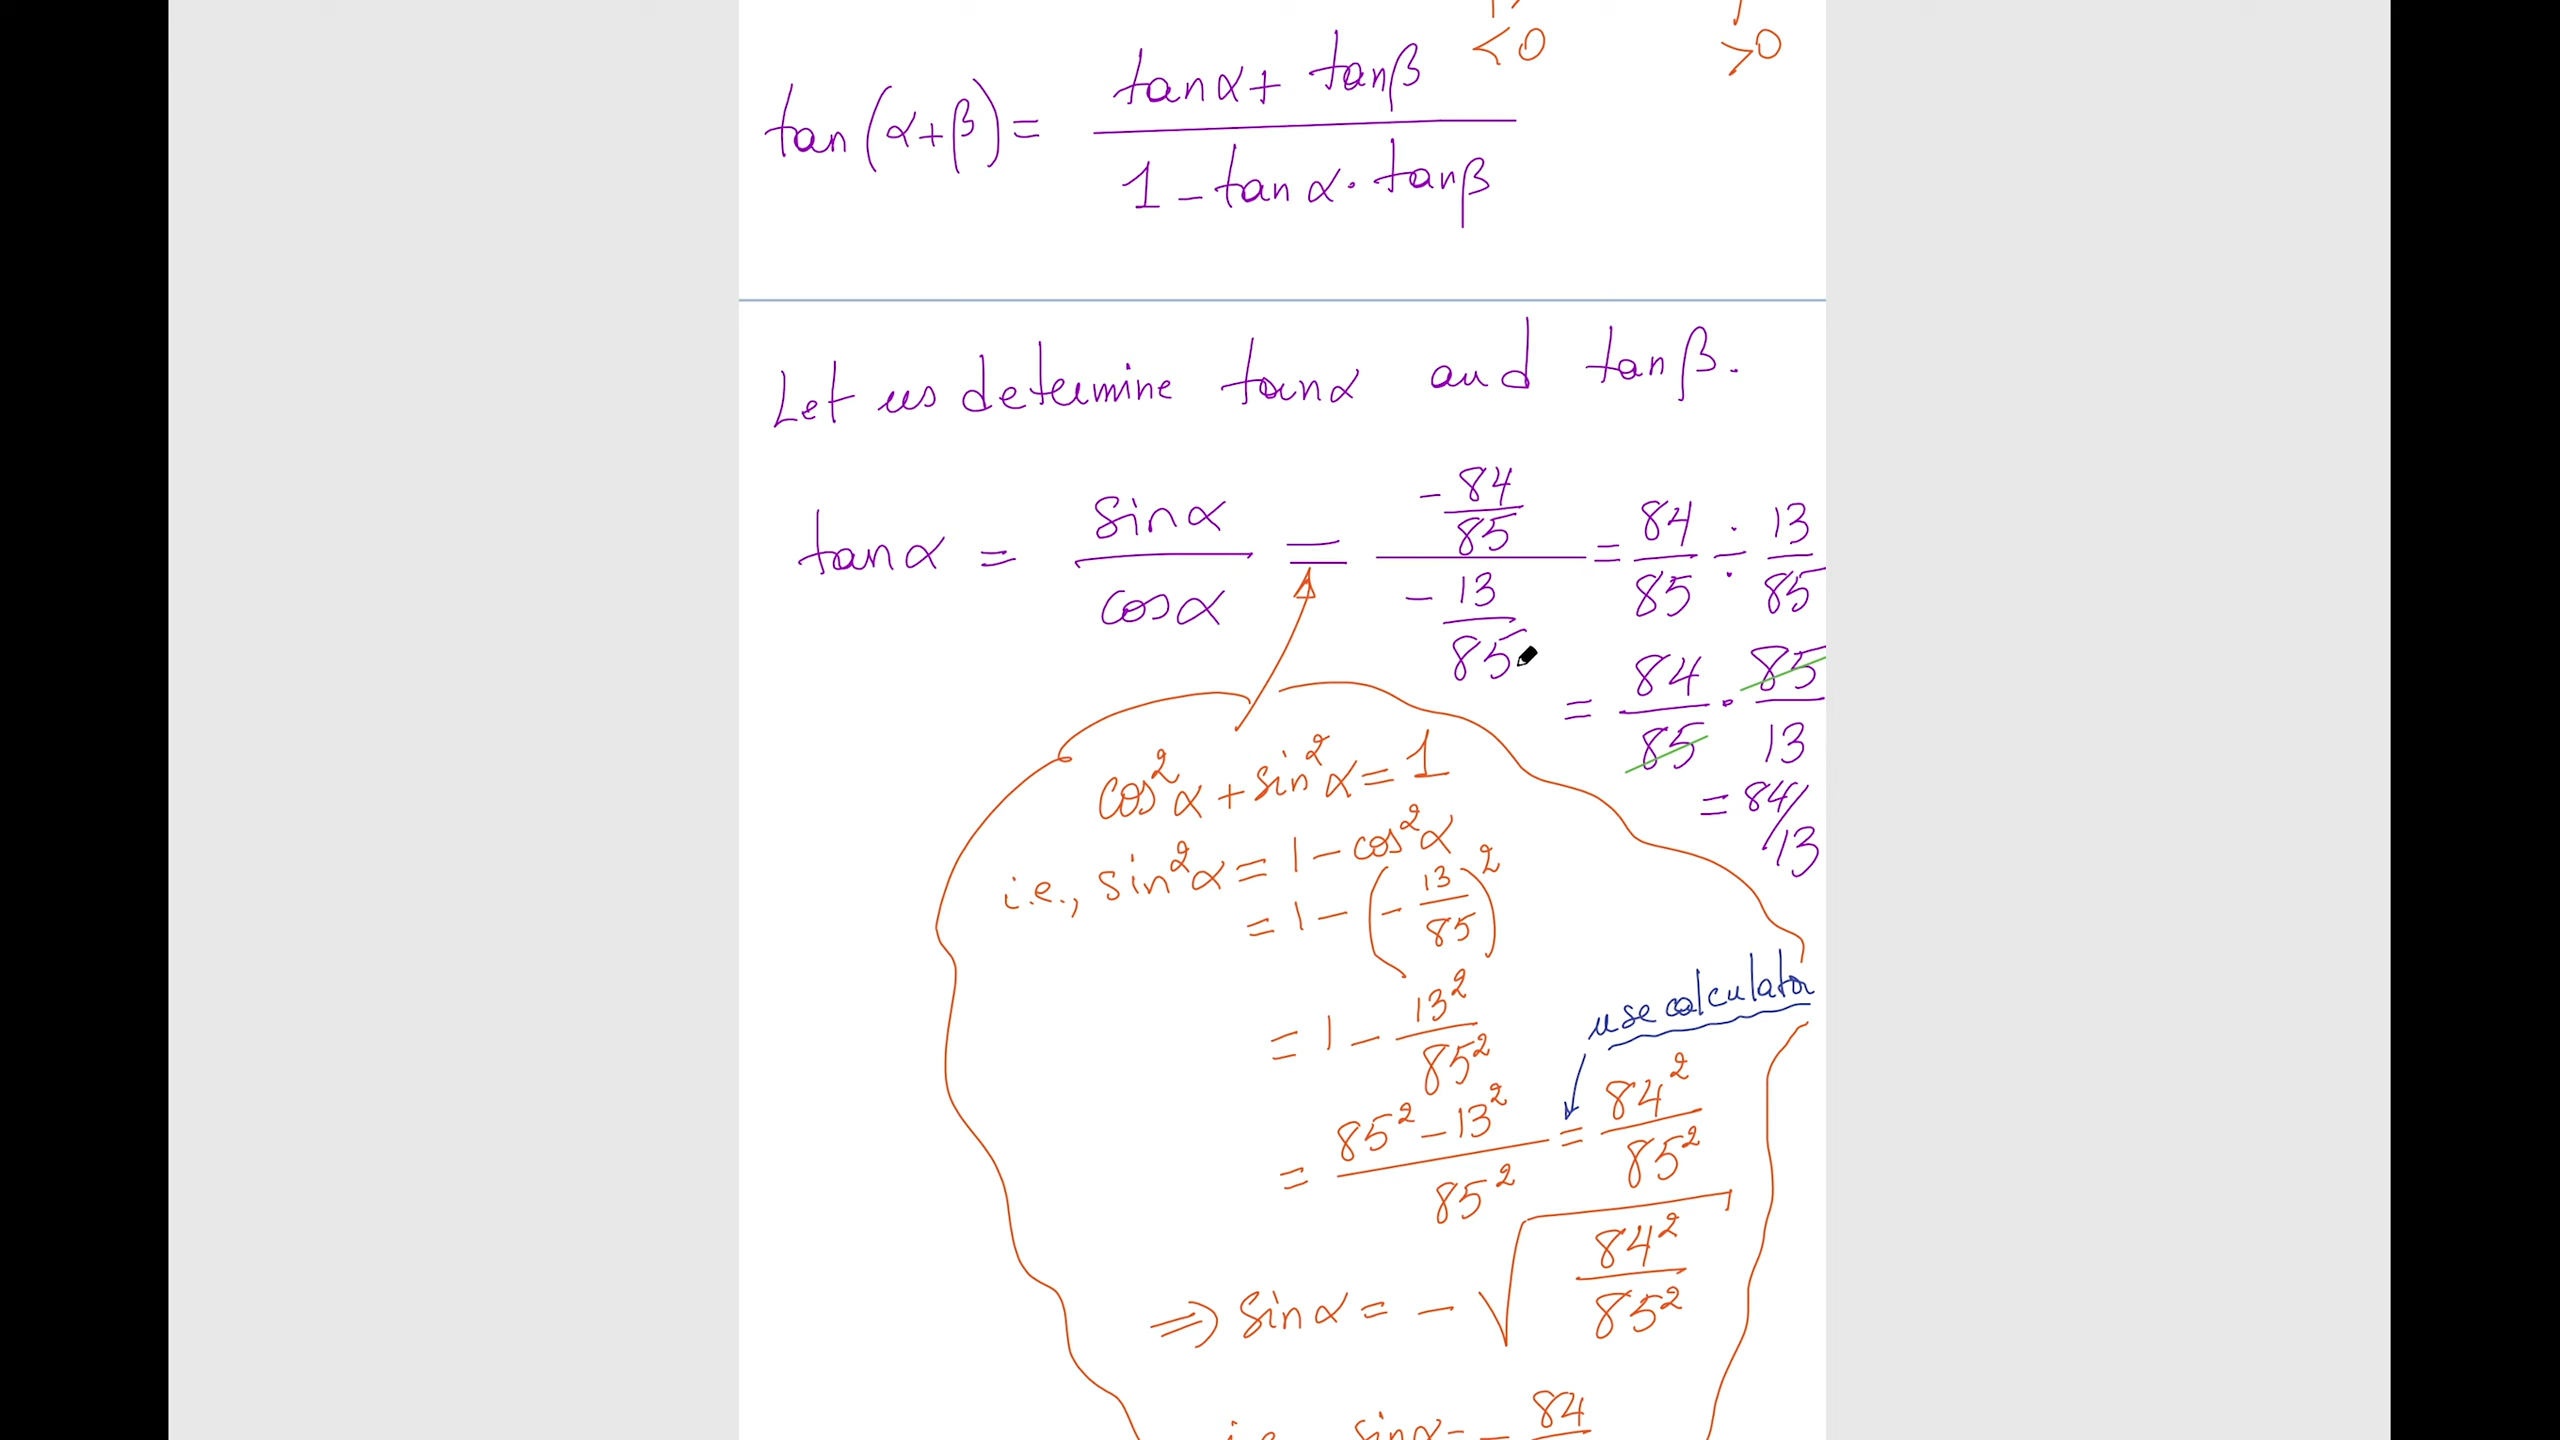 <0 >0
tan(α+β) = (tanα + tanβ) / (1 - tanα · tanβ)
Let us determine tanα and tanβ.
tanα = sinα / cosα = (-84/85) / (-13/85) = 84/85 ÷ 13/85
= 84/85 · 85/13
= 84/13
cos²α + sin²α = 1
i.e., sin²α = 1 - cos²α
= 1 - (-13/85)²
= 1 - 13²/85²
use calculator
= (85² - 13²)/85² = 84²/85²
⇒ sinα = - √(84²/85²)
i.e. sinα = - 84